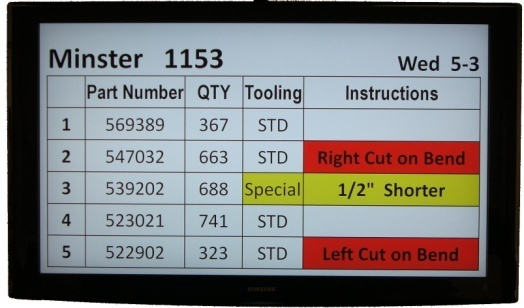 Minster 1153
Wed 5-3
Part Number QTY Tooling Instructions
1 569389 367 STD
2 547032 663 STD Right Cut on Bend
3 539202 688 Special 1/2" Shorter
4 523021 741 STD
5 522902 323 STD Left Cut on Bend
SAMSUNG